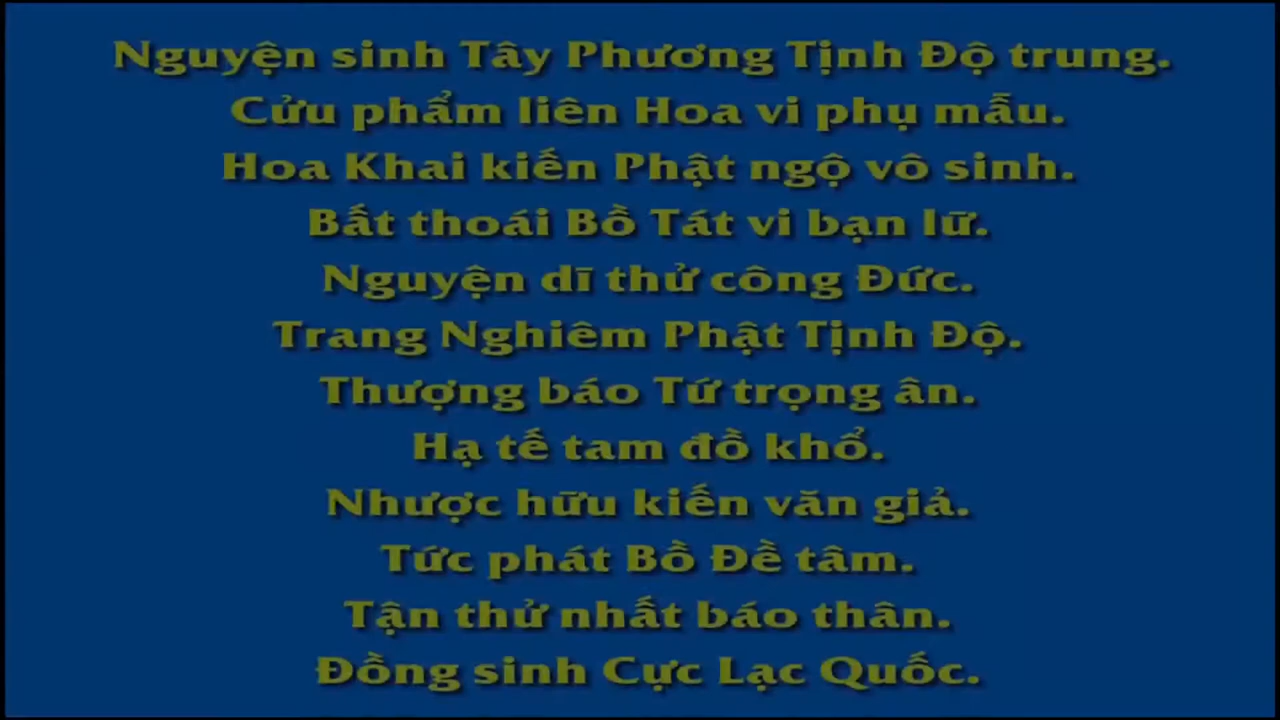 Nguyện sinh Tây Phương Tịnh Độ trung.
Cửu phẩm liên Hoa vi phụ mẫu.
Hoa Khai kiến Phật ngộ vô sinh.
Bất thoái Bồ Tát vi bạn lữ.
Nguyện dĩ thử công Đức.
Trang Nghiêm Phật Tịnh Độ.
Thượng báo Tứ trọng ân.
Hạ tế tam đồ khổ.
Nhược hữu kiến văn giả.
Tức phát Bồ Đề tâm.
Tận thử nhất báo thân.
Đồng sinh Cực Lạc Quốc.